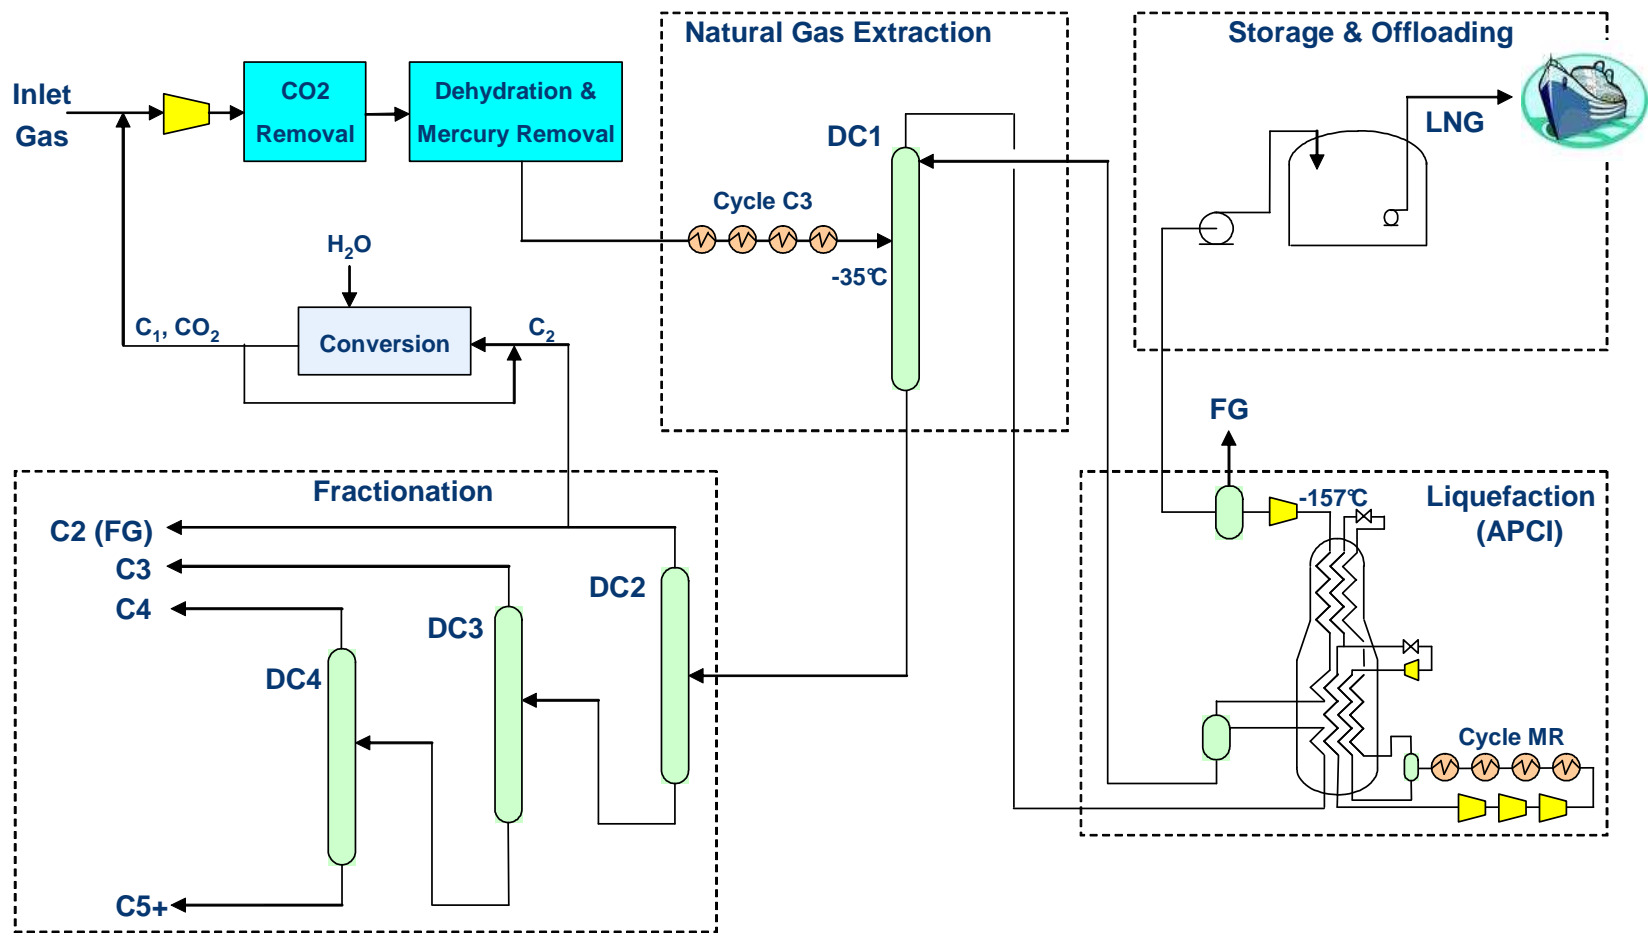 Natural Gas Extraction
Storage & Offloading
Inlet
Gas
CO2
Removal
Dehydration &
Mercury Removal
DC1
LNG
Cycle C3
-35°C
H₂O
C₁, CO₂
Conversion
C₂
FG
Fractionation
-157°C
Liquefaction
(APCI)
C2 (FG)
C3
C4
DC2
DC3
DC4
Cycle MR
C5+